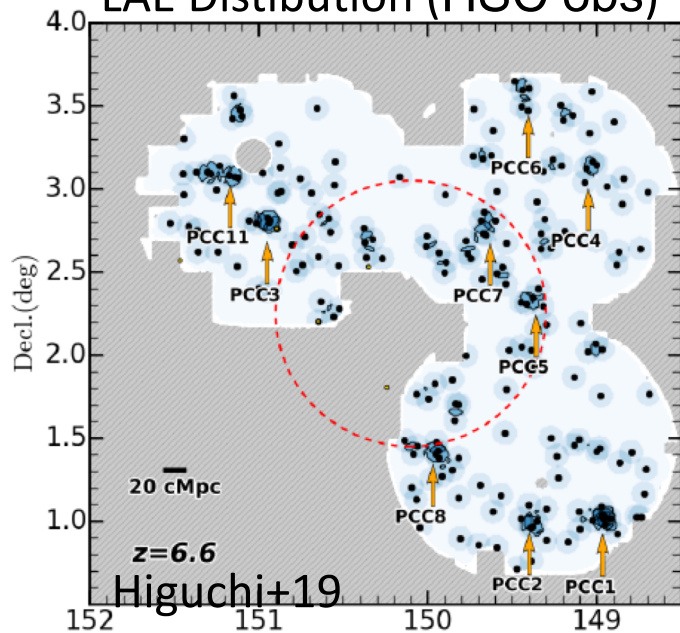 LAE Distibution (HSC obs)
4.0
3.5
3.0
2.5
2.0
1.5
1.0
Decl.(deg)
PCC6
PCC11
PCC4
PCC3
PCC7
PCC5
20 cMpc
PCC8
z=6.6
PCC2
PCC1
Higuchi+19
152
151
150
149